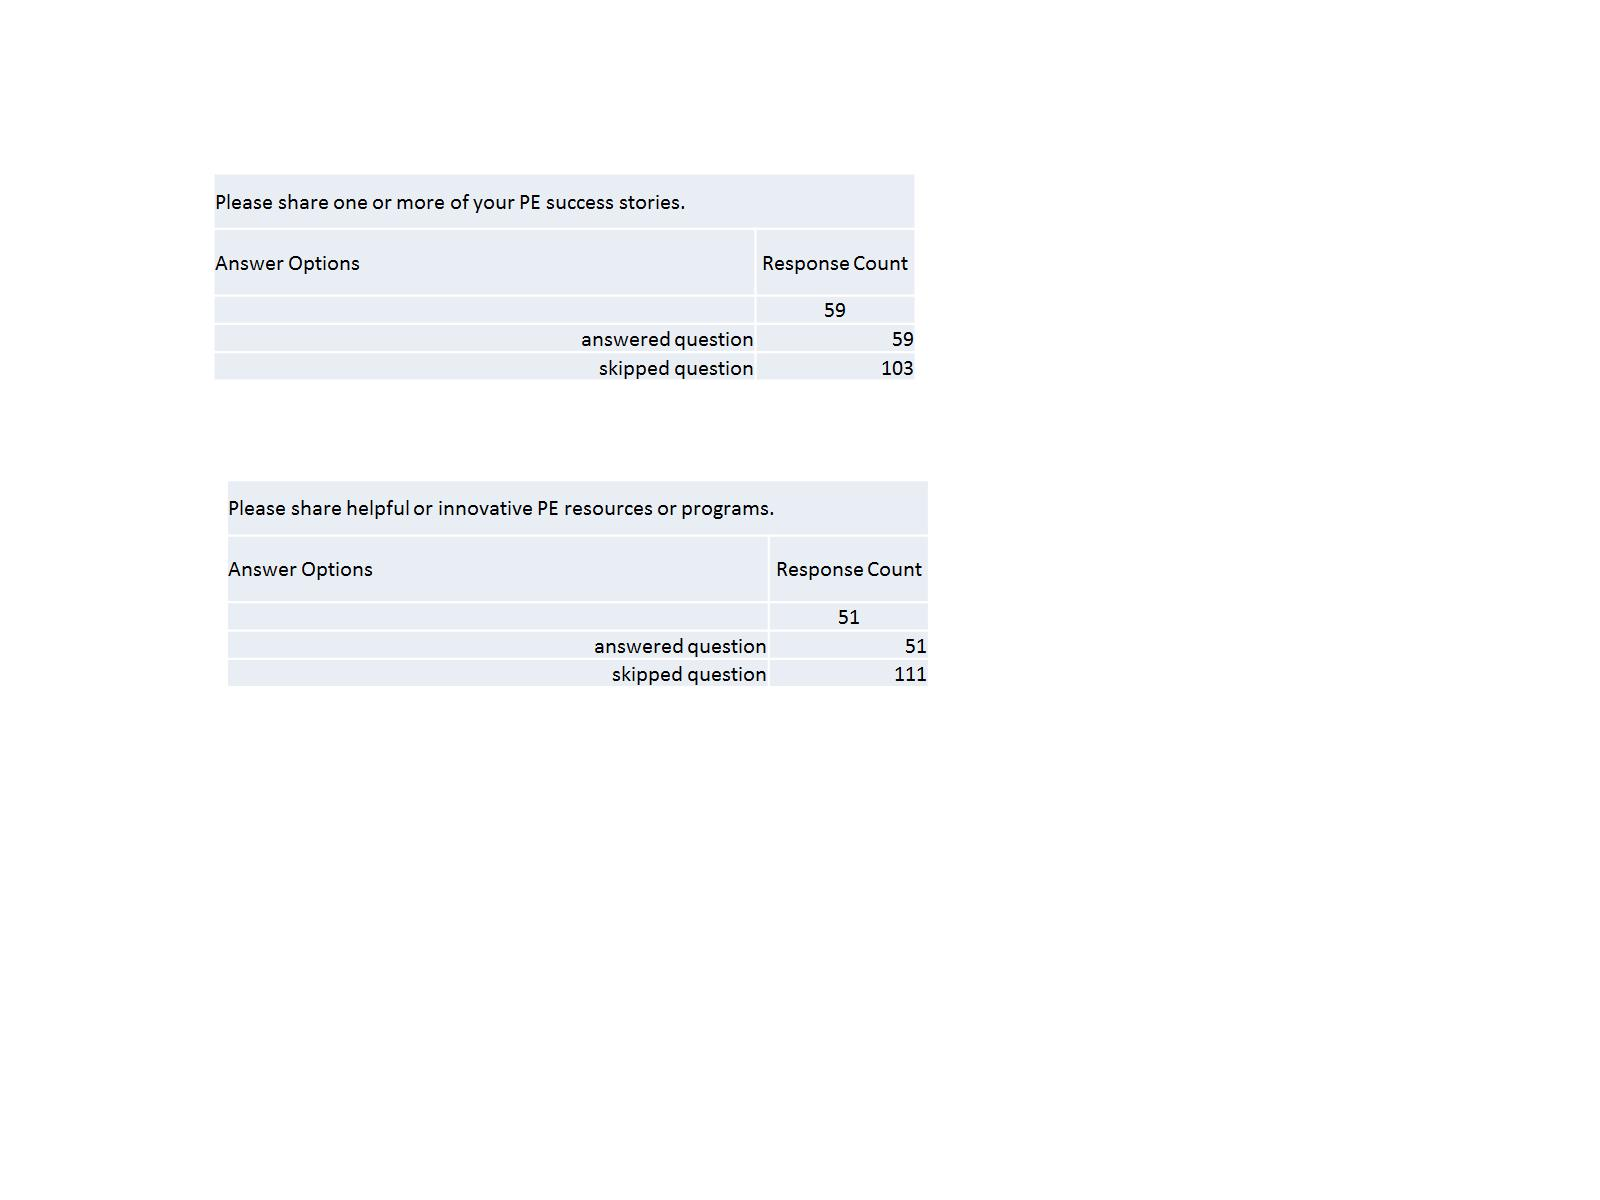 Please share one or more of your PE success stories.
Answer Options Response Count
59
answered question 59
skipped question 103
Please share helpful or innovative PE resources or programs.
Answer Options Response Count
51
answered question 51
skipped question 111